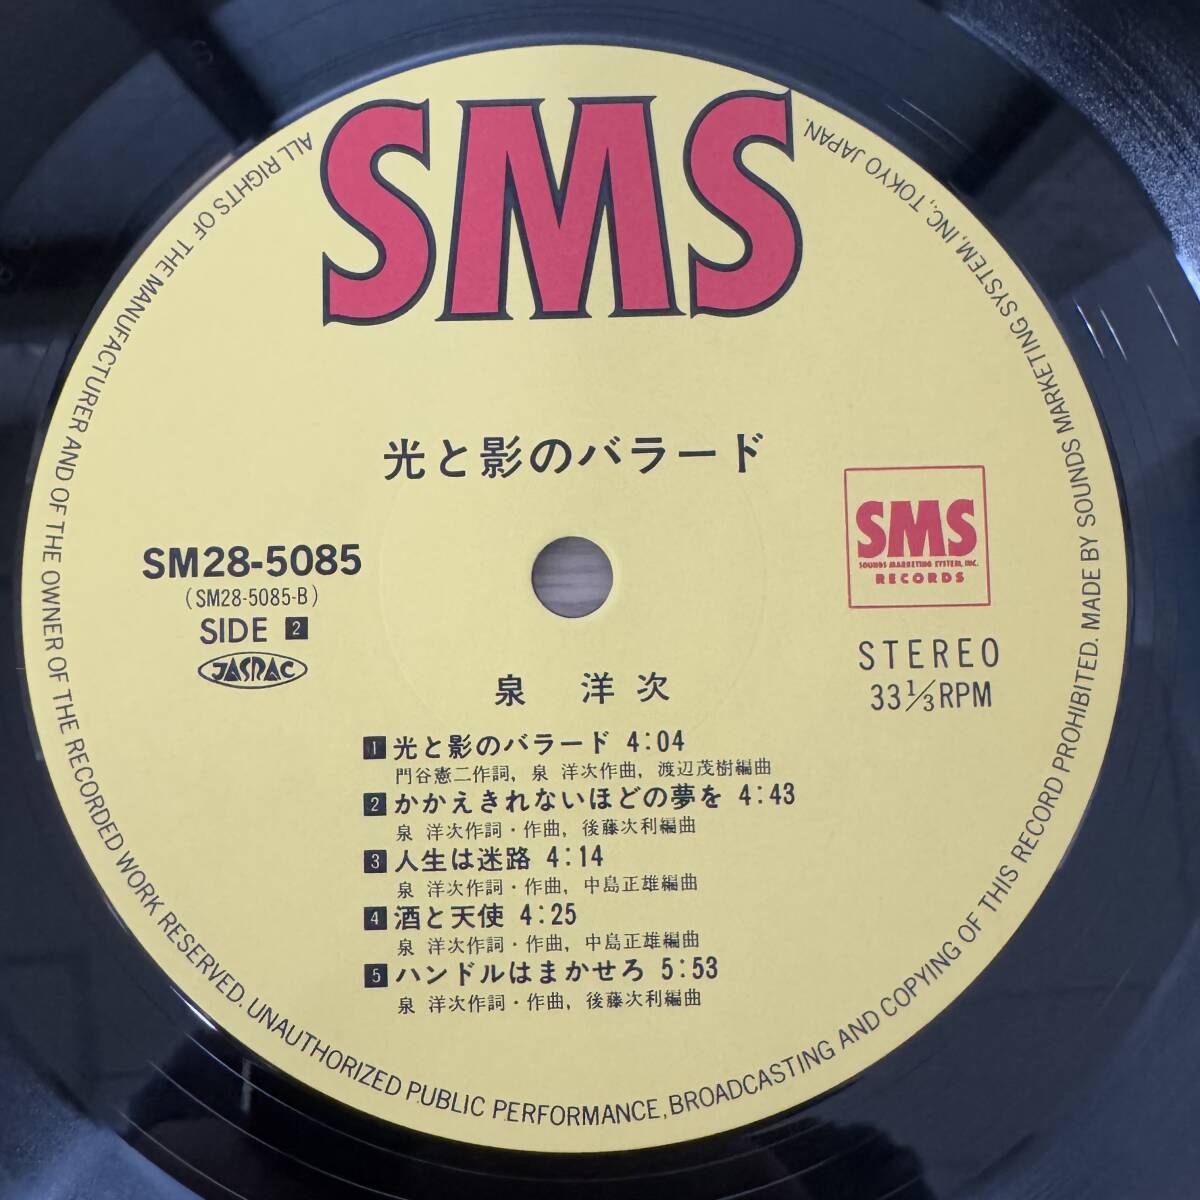 SMS
光と影のバラード
SM28-5085
(SM28-5085-B)
SIDE 2
JASRAC
SMS
SOUNDS MARKETING SYSTEM, INC.
RECORDS
STEREO
33 1/3 RPM
泉 洋次
1 光と影のバラード 4:04
門谷憲二作詞, 泉 洋次作曲, 渡辺茂樹編曲
2 かかえきれないほどの夢を 4:43
泉 洋次作詞・作曲, 後藤次利編曲
3 人生は迷路 4:14
泉 洋次作詞・作曲, 中島正雄編曲
4 酒と天使 4:25
泉 洋次作詞・作曲, 中島正雄編曲
5 ハンドルはまかせろ 5:53
泉 洋次作詞・作曲, 後藤次利編曲
ALL RIGHTS OF THE MANUFACTURER AND OF THE OWNER OF THE RECORDED WORK RESERVED. UNAUTHORIZED PUBLIC PERFORMANCE, BROADCASTING AND COPYING OF THIS RECORD PROHIBITED. MADE BY SOUNDS MARKETING SYSTEM, INC., TOKYO JAPAN.